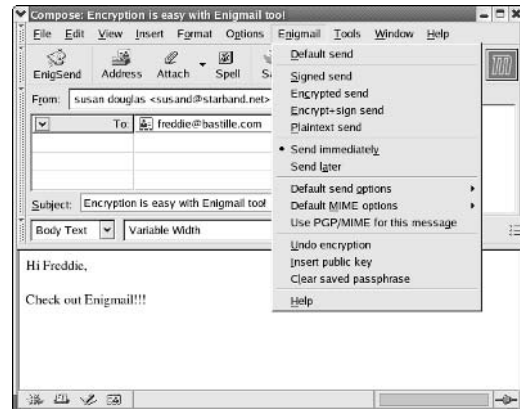 Compose: Encryption is easy with Enigmail too!
File Edit View Insert Format Options Enigmail Tools Window Help
EnigSend Address Attach Spell
From: susan douglas <susand@starband.net>
To: freddie@bastille.com
Subject: Encryption is easy with Enigmail too!
Body Text Variable Width
Default send
Signed send
Encrypted send
Encrypt+sign send
Plaintext send
Send immediately
Send later
Default send options
Default MIME options
Use PGP/MIME for this message
Undo encryption
Insert public key
Clear saved passphrase
Help
Hi Freddie,
Check out Enigmail!!!